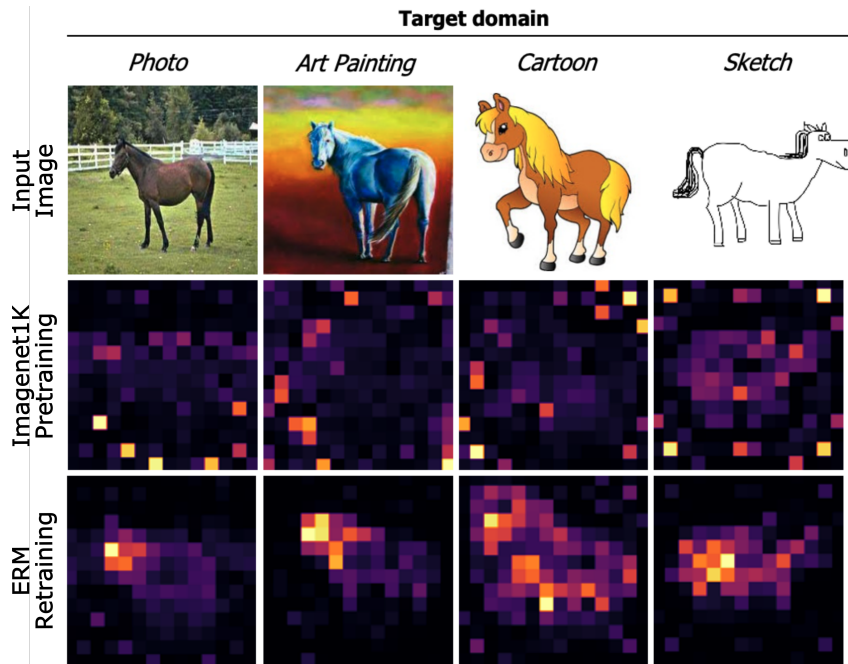 Target domain
Photo
Art Painting
Cartoon
Sketch
Input
Image
Imagenet1K
Pretraining
ERM
Retraining